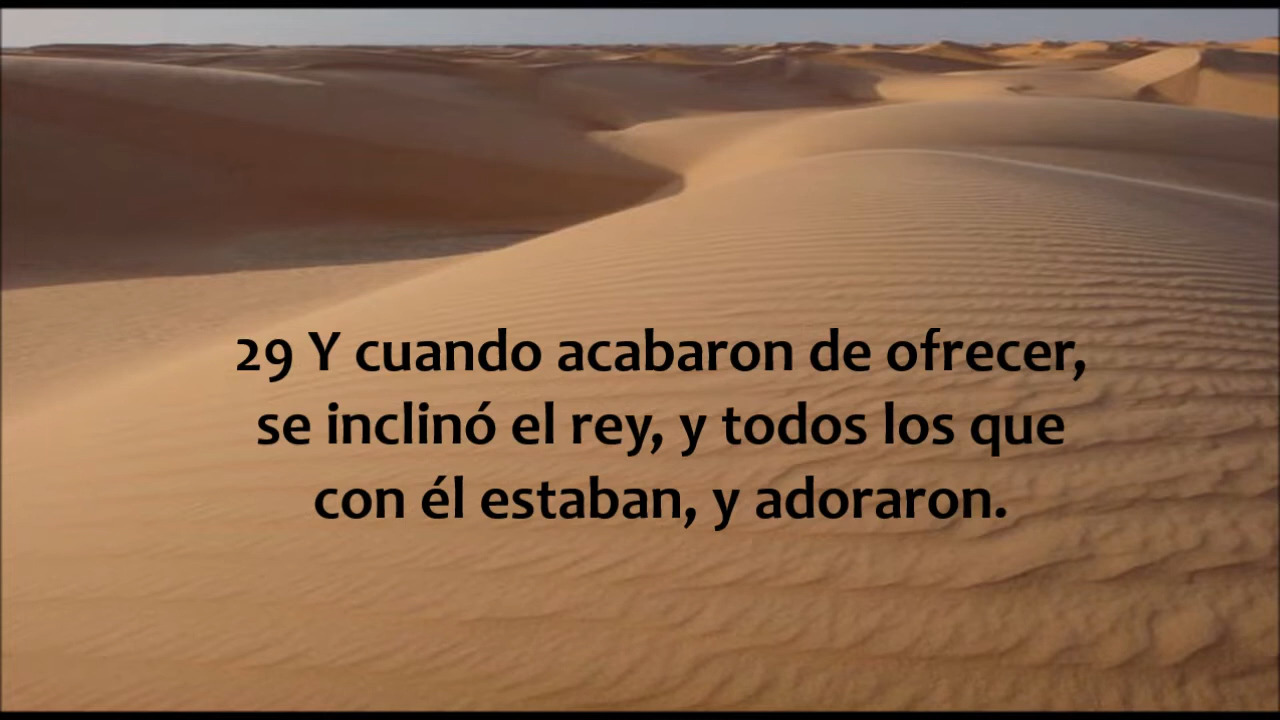 29 Y cuando acabaron de ofrecer,
se inclinó el rey, y todos los que
con él estaban, y adoraron.